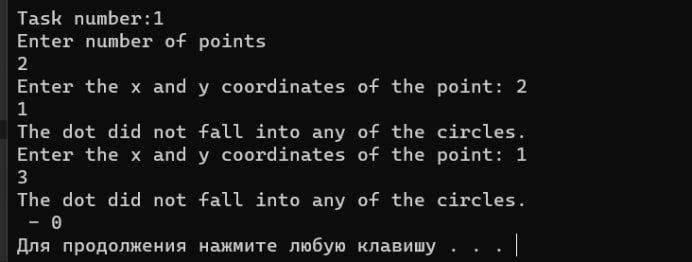 Task number:1
Enter number of points
2
Enter the x and y coordinates of the point: 2
1
The dot did not fall into any of the circles.
Enter the x and y coordinates of the point: 1
3
The dot did not fall into any of the circles.
 - 0
Для продолжения нажмите любую клавишу . . .